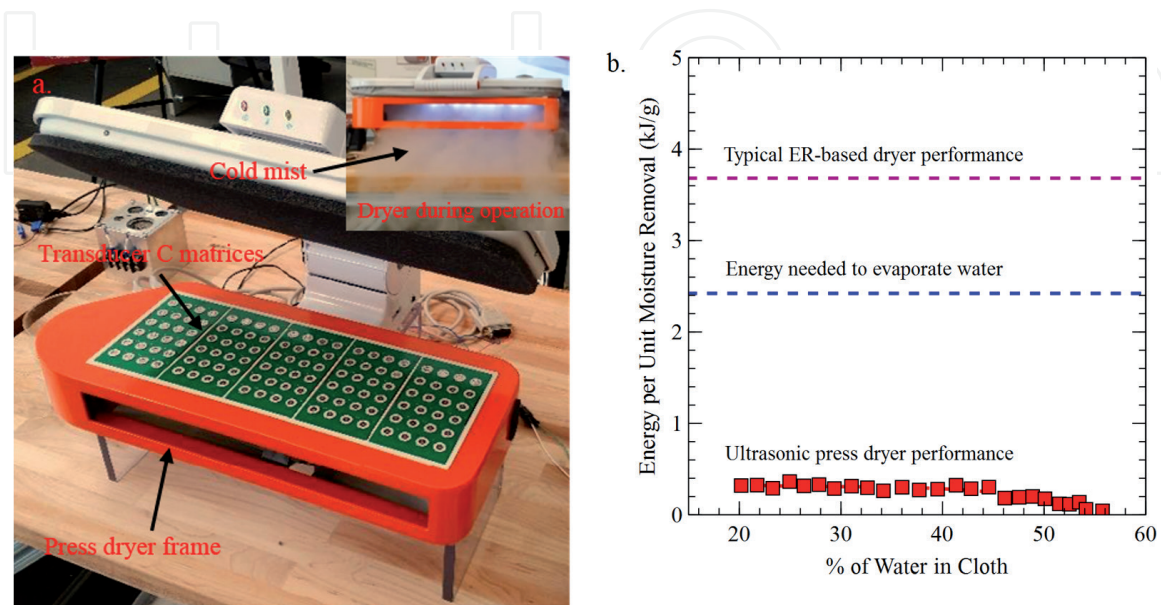 a.
Cold mist
Dryer during operation
Transducer C matrices
Press dryer frame
b.
5
4
3
2
1
0
Energy per Unit Moisture Removal (kJ/g)
Typical ER-based dryer performance
Energy needed to evaporate water
Ultrasonic press dryer performance
20 30 40 50 60
% of Water in Cloth